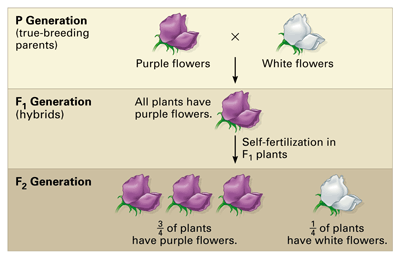 P Generation
(true-breeding
parents)
×
Purple flowers
White flowers
F₁ Generation
(hybrids)
All plants have
purple flowers.
Self-fertilization in
F₁ plants
F₂ Generation
3/4 of plants
have purple flowers.
1/4 of plants
have white flowers.